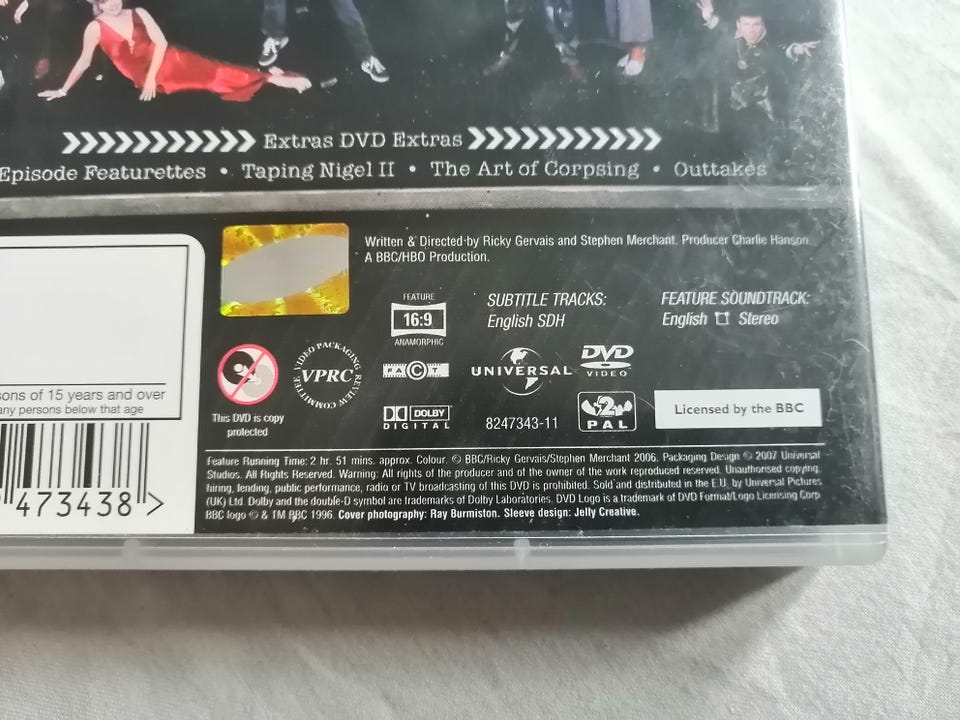 Extras DVD Extras
Episode Featurettes • Taping Nigel II • The Art of Corpsing • Outtakes
Written & Directed by Ricky Gervais and Stephen Merchant. Producer Charlie Hanson.
A BBC/HBO Production.
FEATURE
16:9
ANAMORPHIC
SUBTITLE TRACKS:
English SDH
FEATURE SOUNDTRACK:
English Stereo
This DVD is copy
protected
VIDEO PACKAGING REVIEW COMMITTEE
VPRC
FACT
UNIVERSAL
DVD
VIDEO
DOLBY
DIGITAL
8247343-11
2
PAL
Licensed by the BBC
sons of 15 years and over
any persons below that age
473438 >
Feature Running Time: 2 hr. 51 mins. approx. Colour. © BBC/Ricky Gervais/Stephen Merchant 2006. Packaging Design © 2007 Universal
Studios. All Rights Reserved. Warning: All rights of the producer and of the owner of the work reproduced reserved. Unauthorised copying,
hiring, lending, public performance, radio or TV broadcasting of this DVD is prohibited. Sold and distributed in the E.U. by Universal Pictures
(UK) Ltd. Dolby and the double-D symbol are trademarks of Dolby Laboratories. DVD Logo is a trademark of DVD Format/Logo Licensing Corp
BBC logo © & TM BBC 1996. Cover photography: Ray Burmiston. Sleeve design: Jelly Creative.